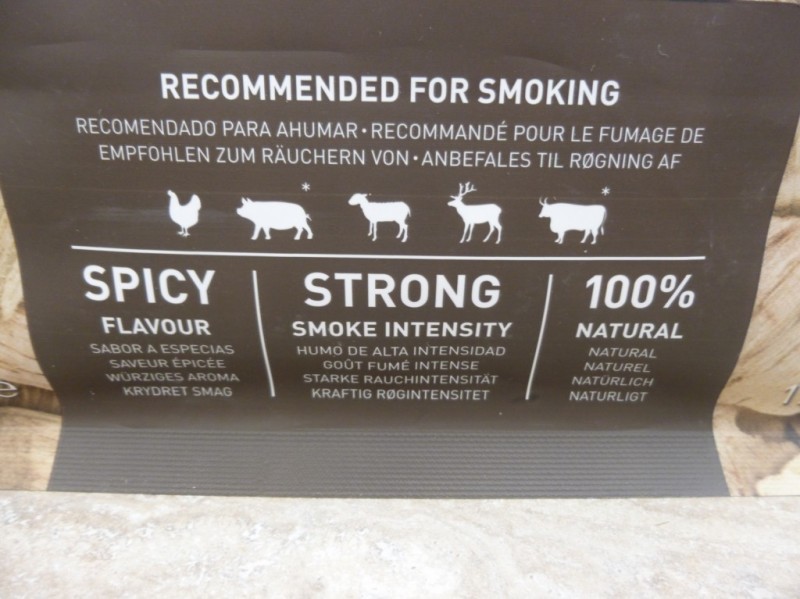 RECOMMENDED FOR SMOKING
RECOMENDADO PARA AHUMAR • RECOMMANDÉ POUR LE FUMAGE DE
EMPFOHLEN ZUM RÄUCHERN VON • ANBEFALES TIL RØGNING AF
* *
SPICY
FLAVOUR
SABOR A ESPECIAS
SAVEUR ÉPICÉE
WÜRZIGES AROMA
KRYDRET SMAG
STRONG
SMOKE INTENSITY
HUMO DE ALTA INTENSIDAD
GOÛT FUMÉ INTENSE
STARKE RAUCHINTENSITÄT
KRAFTIG RØGINTENSITET
100%
NATURAL
NATURAL
NATUREL
NATÜRLICH
NATURLIGT